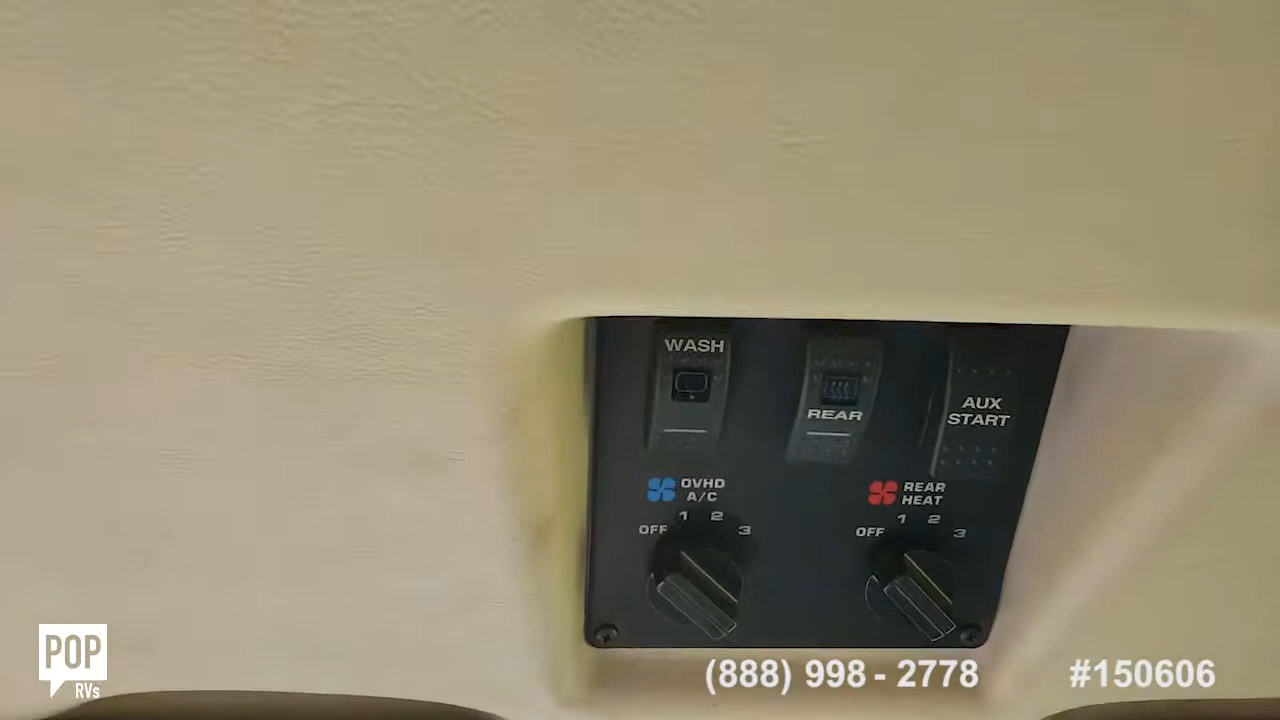 WASH
REAR
AUX
START
OVHD
A/C
OFF 1 2 3
REAR
HEAT
OFF 1 2 3
POP
RVs
(888) 998 - 2778
#150606